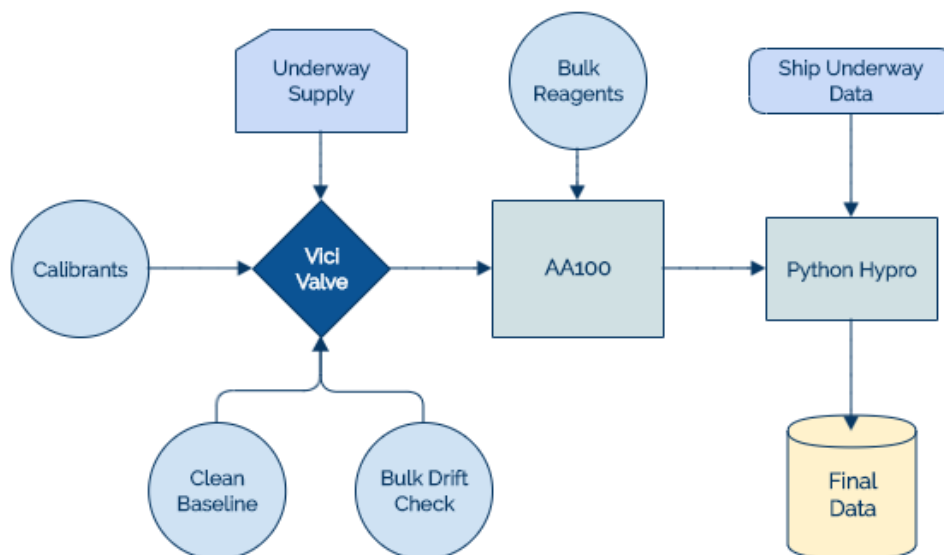 Underway
Supply
Bulk
Reagents
Ship Underway
Data
Calibrants
Vici
Valve
AA100
Python Hypro
Clean
Baseline
Bulk Drift
Check
Final
Data